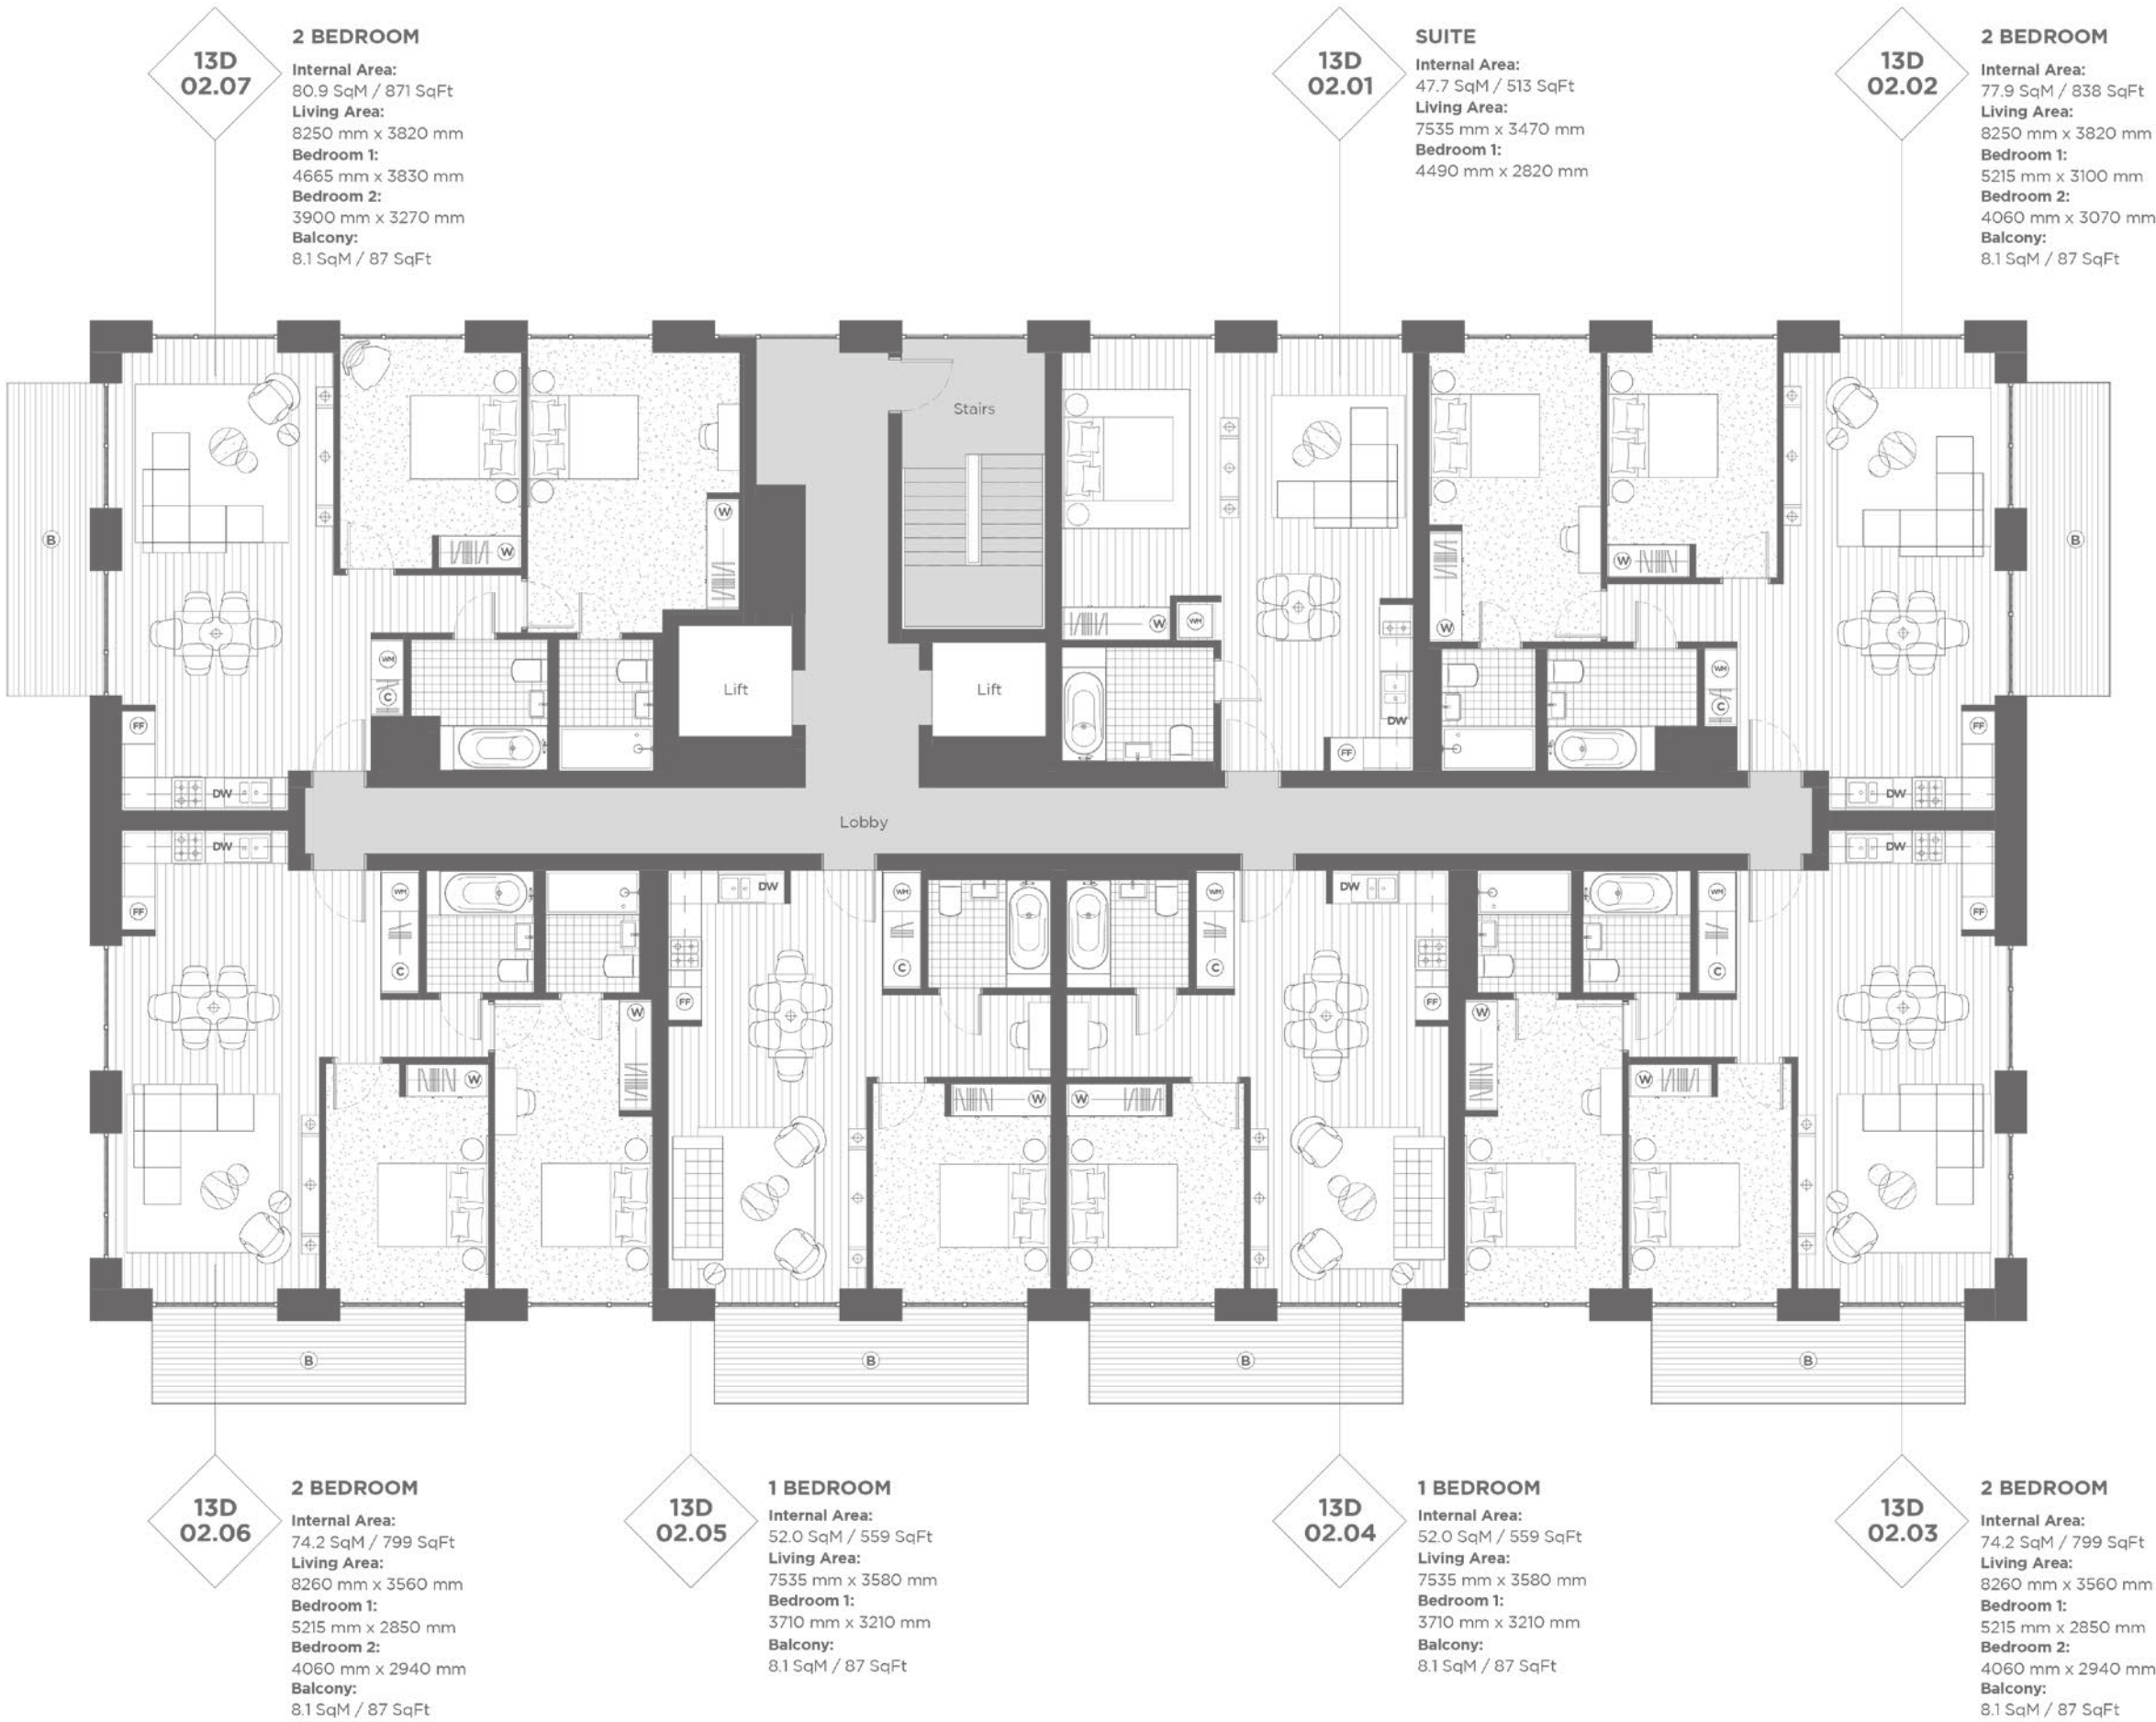 13D
02.07
2 BEDROOM
Internal Area:
80.9 SqM / 871 SqFt
Living Area:
8250 mm x 3820 mm
Bedroom 1:
4665 mm x 3830 mm
Bedroom 2:
3900 mm x 3270 mm
Balcony:
8.1 SqM / 87 SqFt
13D
02.01
SUITE
Internal Area:
47.7 SqM / 513 SqFt
Living Area:
7535 mm x 3470 mm
Bedroom 1:
4490 mm x 2820 mm
13D
02.02
2 BEDROOM
Internal Area:
77.9 SqM / 838 SqFt
Living Area:
8250 mm x 3820 mm
Bedroom 1:
5215 mm x 3100 mm
Bedroom 2:
4060 mm x 3070 mm
Balcony:
8.1 SqM / 87 SqFt
Stairs
W
B
W
W
B
W
W
WM
W
WM
C
Lift
Lift
WM
C
FF
DW
FF
FF
DW
DW
Lobby
DW
DW
WM
DW
WM
WM
DW
WM
FF
FF
C
C
C
C
FF
FF
W
W
W
W
W
W
W
B
B
B
B
13D
02.06
2 BEDROOM
Internal Area:
74.2 SqM / 799 SqFt
Living Area:
8260 mm x 3560 mm
Bedroom 1:
5215 mm x 2850 mm
Bedroom 2:
4060 mm x 2940 mm
Balcony:
8.1 SqM / 87 SqFt
13D
02.05
1 BEDROOM
Internal Area:
52.0 SqM / 559 SqFt
Living Area:
7535 mm x 3580 mm
Bedroom 1:
3710 mm x 3210 mm
Balcony:
8.1 SqM / 87 SqFt
13D
02.04
1 BEDROOM
Internal Area:
52.0 SqM / 559 SqFt
Living Area:
7535 mm x 3580 mm
Bedroom 1:
3710 mm x 3210 mm
Balcony:
8.1 SqM / 87 SqFt
13D
02.03
2 BEDROOM
Internal Area:
74.2 SqM / 799 SqFt
Living Area:
8260 mm x 3560 mm
Bedroom 1:
5215 mm x 2850 mm
Bedroom 2:
4060 mm x 2940 mm
Balcony:
8.1 SqM / 87 SqFt